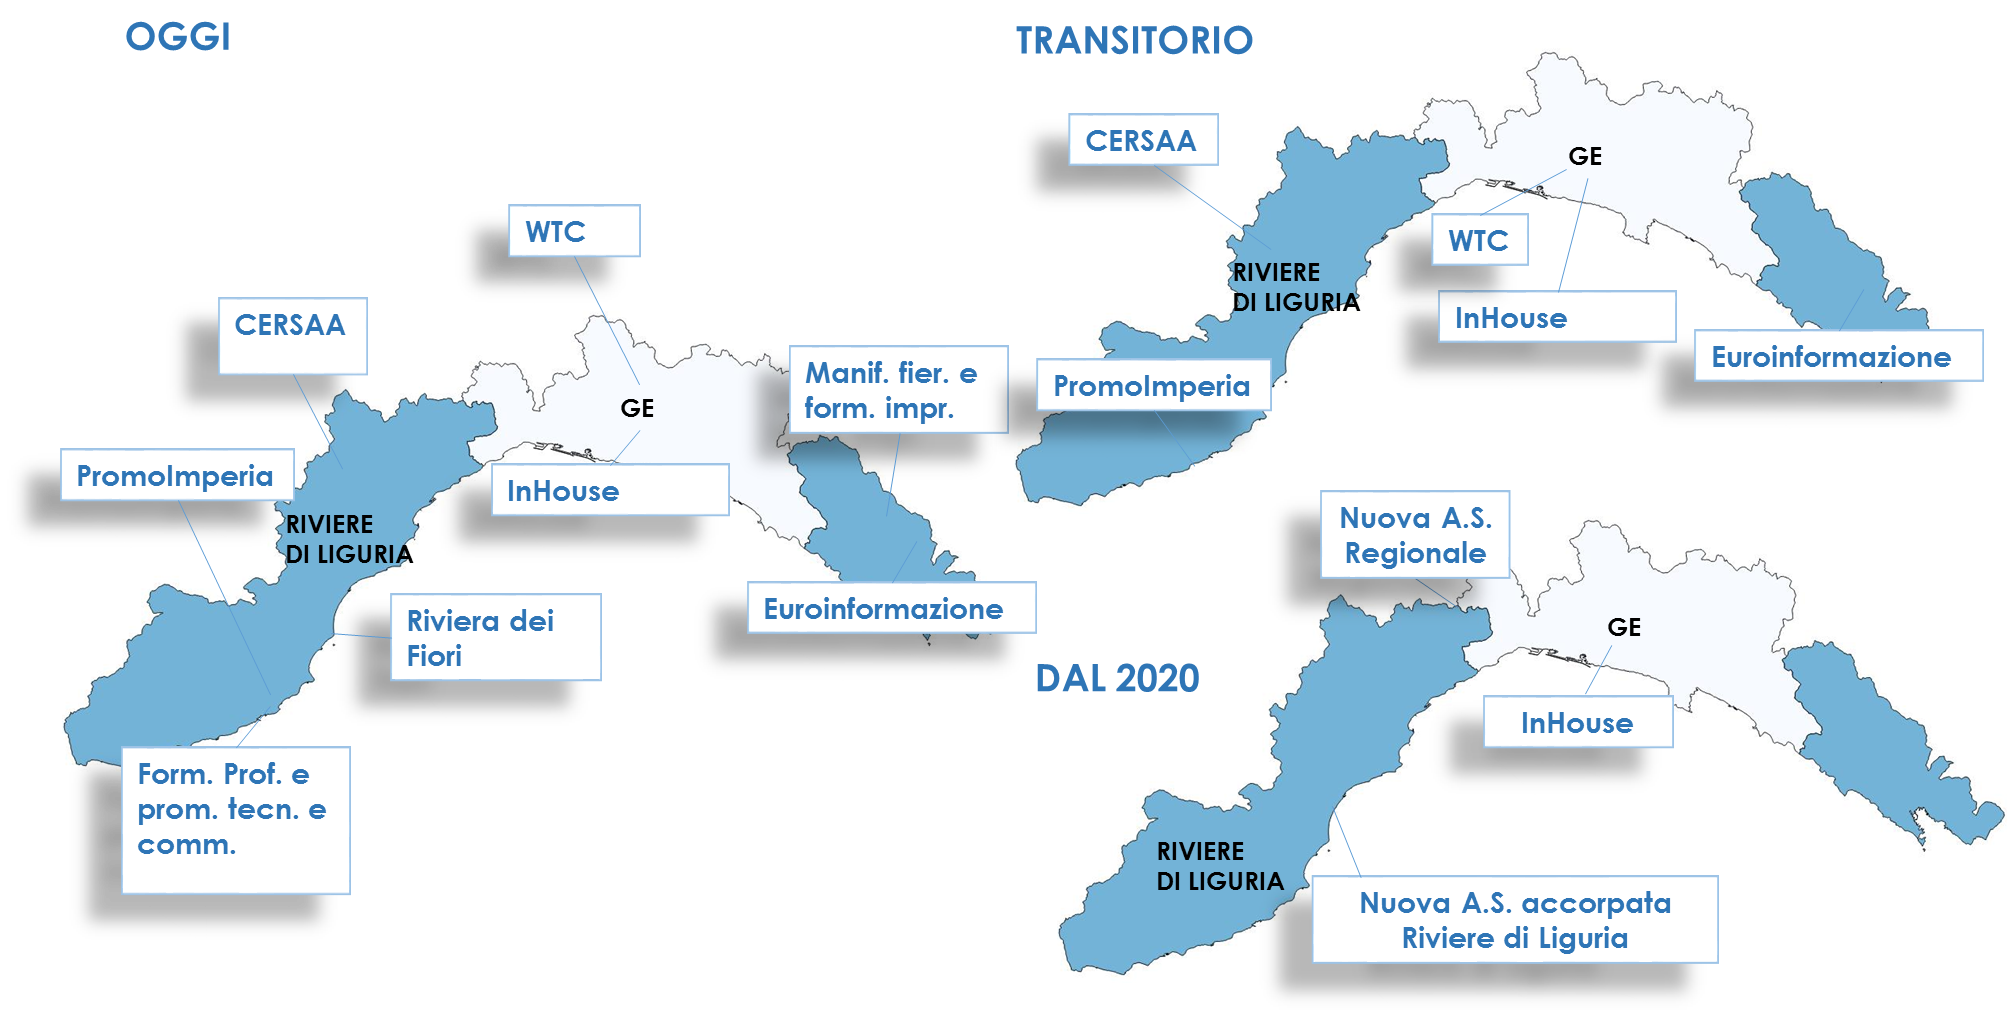 OGGI
WTC
CERSAA
Manif. fier. e
form. impr.
GE
PromoImperia
InHouse
RIVIERE
DI LIGURIA
Euroinformazione
Riviera dei
Fiori
Form. Prof. e
prom. tecn. e
comm.
TRANSITORIO
CERSAA
GE
WTC
RIVIERE
DI LIGURIA
InHouse
Euroinformazione
PromoImperia
DAL 2020
Nuova A.S.
Regionale
GE
InHouse
RIVIERE
DI LIGURIA
Nuova A.S. accorpata
Riviere di Liguria